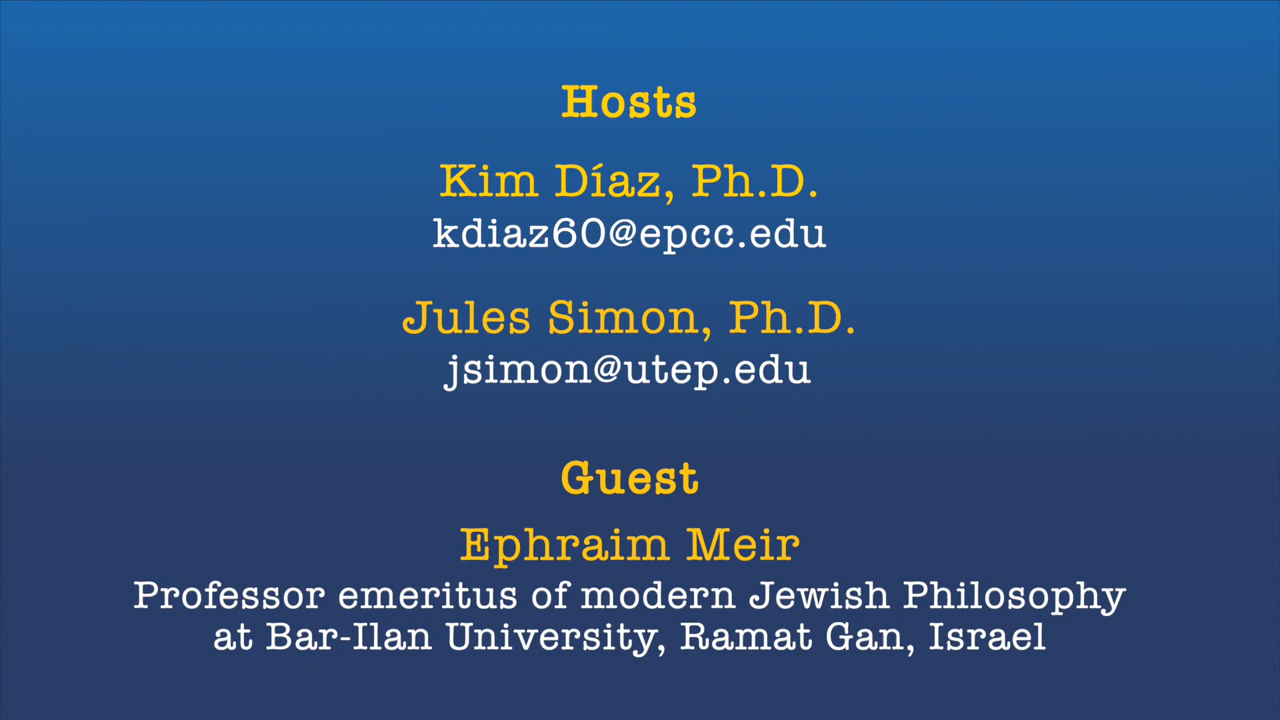 Hosts
Kim Díaz, Ph.D.
kdiaz60@epcc.edu
Jules Simon, Ph.D.
jsimon@utep.edu
Guest
Ephraim Meir
Professor emeritus of modern Jewish Philosophy
at Bar-Ilan University, Ramat Gan, Israel